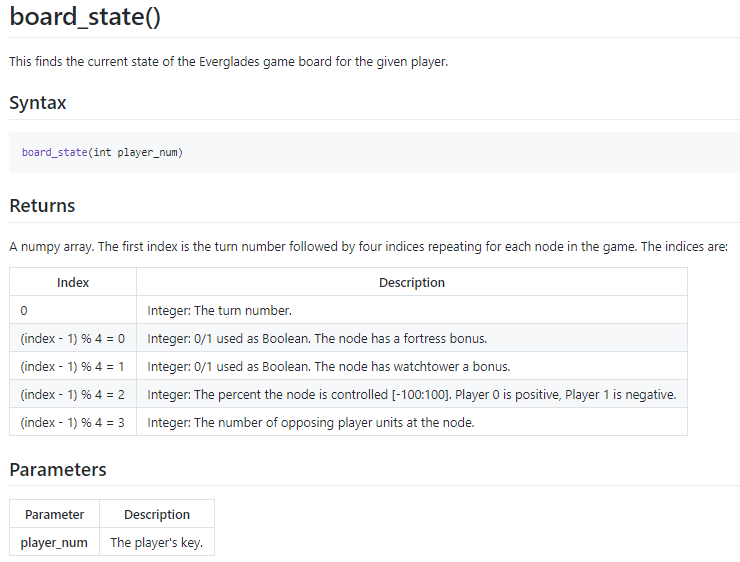 board_state()
This finds the current state of the Everglades game board for the given player.
Syntax
board_state(int player_num)
Returns
A numpy array. The first index is the turn number followed by four indices repeating for each node in the game. The indices are:
Index Description
0 Integer: The turn number.
(index - 1) % 4 = 0 Integer: 0/1 used as Boolean. The node has a fortress bonus.
(index - 1) % 4 = 1 Integer: 0/1 used as Boolean. The node has watchtower a bonus.
(index - 1) % 4 = 2 Integer: The percent the node is controlled [-100:100]. Player 0 is positive, Player 1 is negative.
(index - 1) % 4 = 3 Integer: The number of opposing player units at the node.
Parameters
Parameter Description
player_num The player's key.